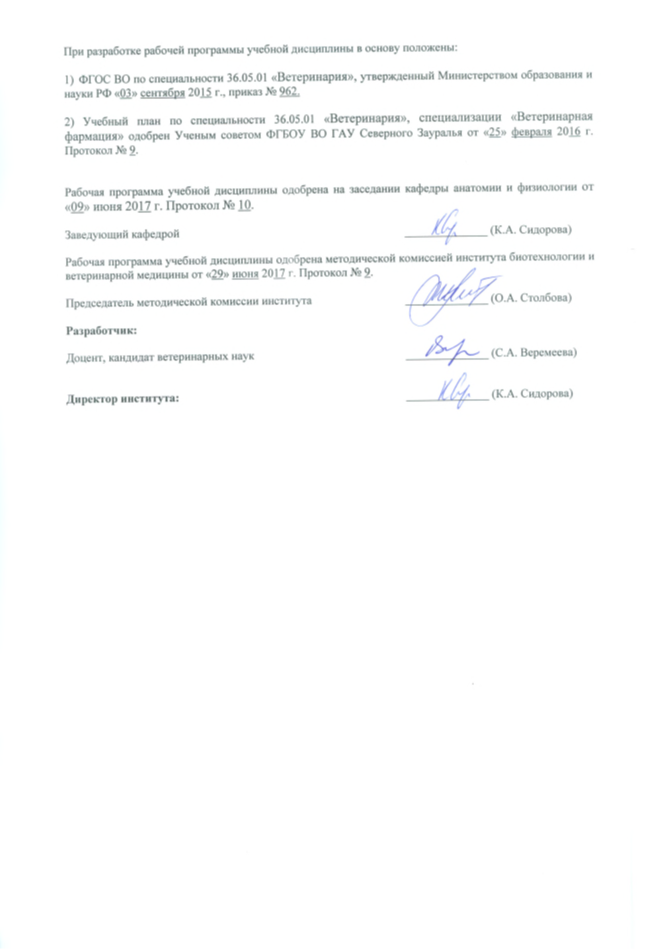 При разработке рабочей программы учебной дисциплины в основу положены:
1) ФГОС ВО по специальности 36.05.01 «Ветеринария», утвержденный Министерством образования и
науки РФ «03» сентября 2015 г., приказ № 962.
2) Учебный план по специальности 36.05.01 «Ветеринария», специализации «Ветеринарная
фармация» одобрен Ученым советом ФГБОУ ВО ГАУ Северного Зауралья от «25» февраля 2016 г.
Протокол № 9.
Рабочая программа учебной дисциплины одобрена на заседании кафедры анатомии и физиологии от
«09» июня 2017 г. Протокол № 10.
Заведующий кафедрой (К.А. Сидорова)
Рабочая программа учебной дисциплины одобрена методической комиссией института биотехнологии и
ветеринарной медицины от «29» июня 2017 г. Протокол № 9.
Председатель методической комиссии института (О.А. Столбова)
Разработчик:
Доцент, кандидат ветеринарных наук (С.А. Веремеева)
Директор института: (К.А. Сидорова)